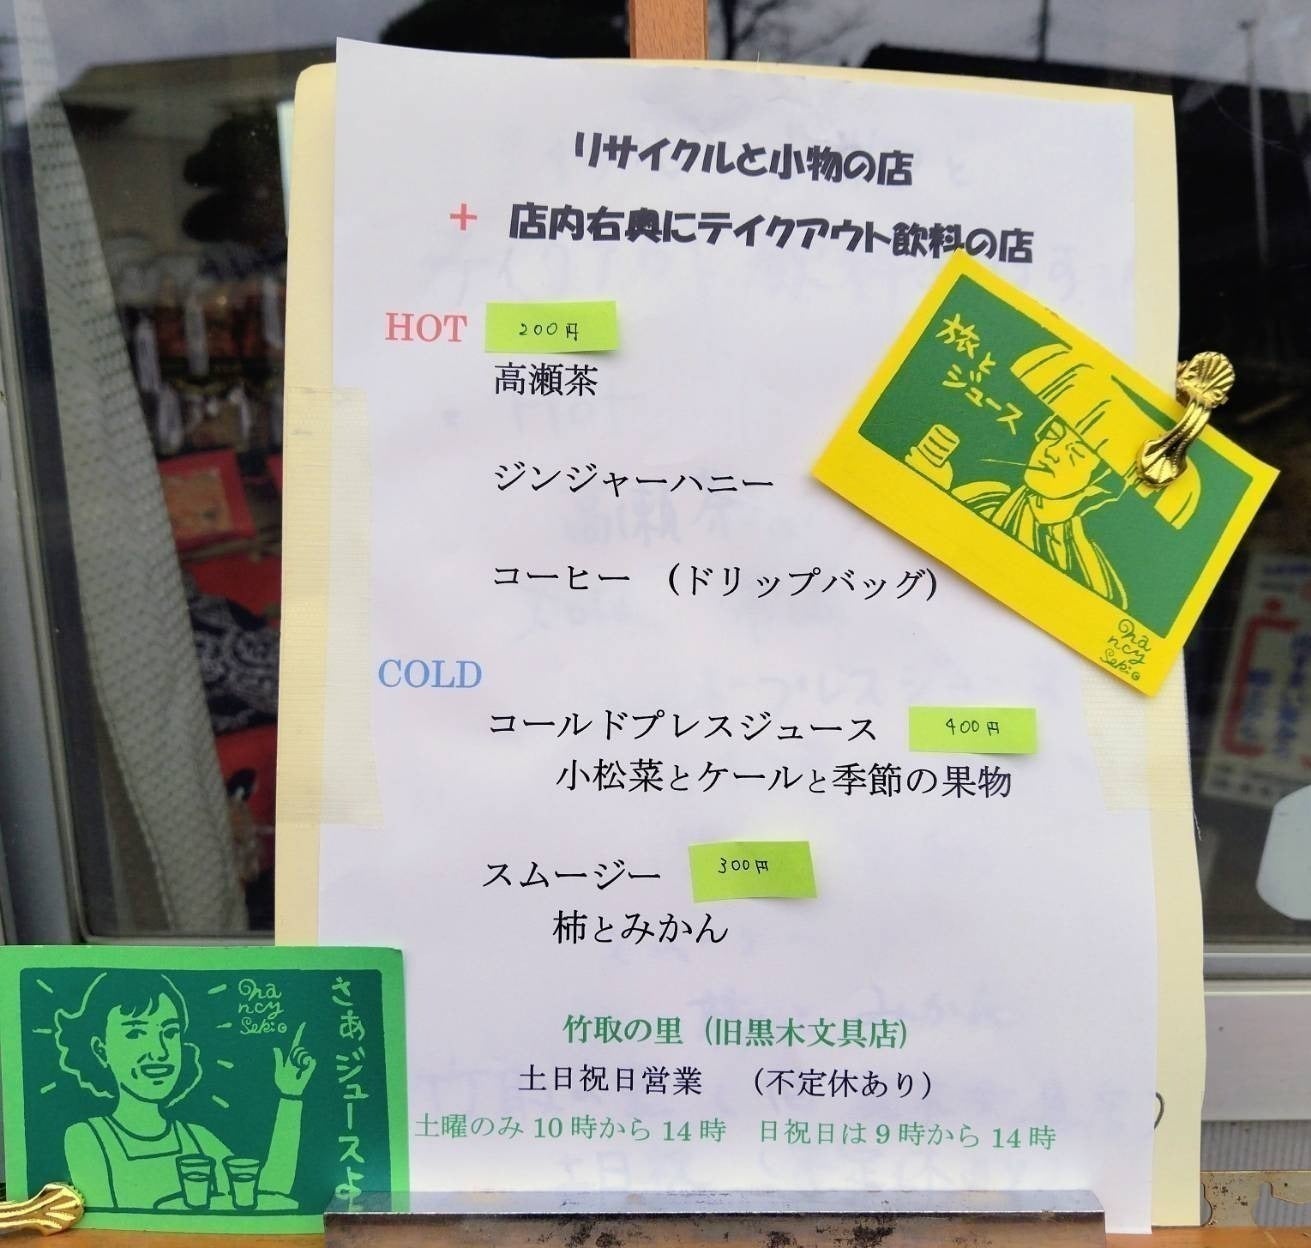 リサイクルと小物の店
+ 店内右奥にテイクアウト飲料の店
HOT 200円
高瀬茶
ジンジャーハニー
コーヒー (ドリップバッグ)
旅と
ジュース
nancy Seki
COLD
コールドプレスジュース 400円
小松菜とケールと季節の果物
スムージー 300円
柿とみかん
竹取の里 (旧黒木文具店)
土日祝日営業 (不定休あり)
土曜のみ10時から14時 日祝日は9時から14時
さあジュースよ
nancy Seki